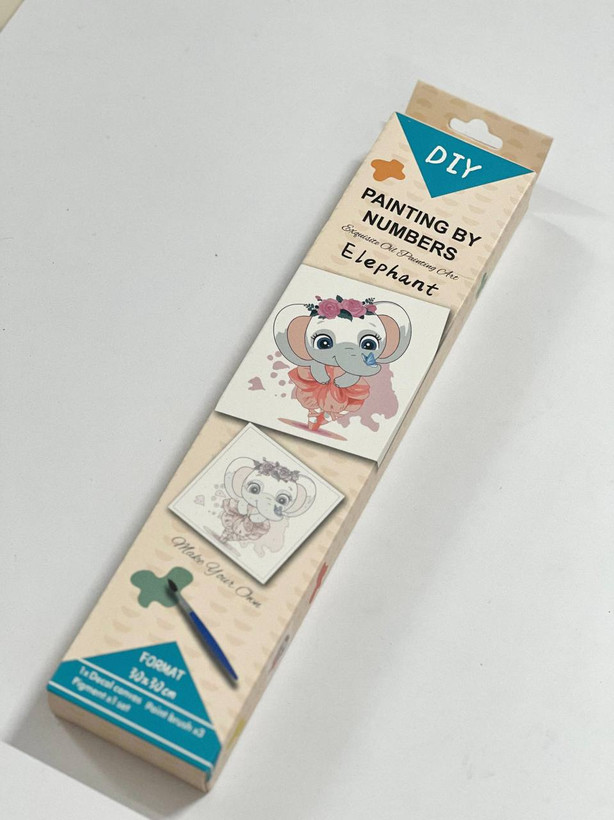 DIY
PAINTING BY
NUMBERS
Exquisite Oil Painting Art
Elephant
Make Your Own
FORMAT
30x30cm
1x Decal canvas Paint brush x3
Pigment x1 set